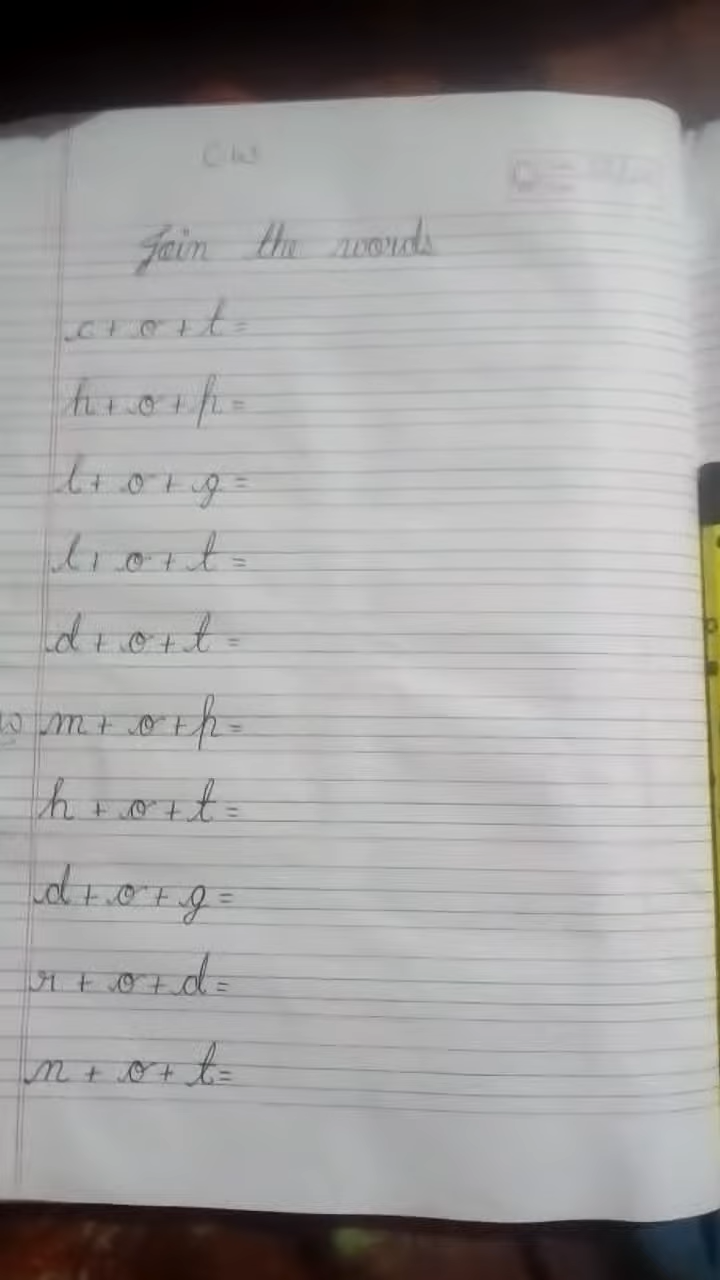 C.W
Join the words
c + o + t =
h + o + p =
l + o + g =
l + o + t =
d + o + t =
m + o + p =
h + o + t =
d + o + g =
r + o + d =
n + o + t =